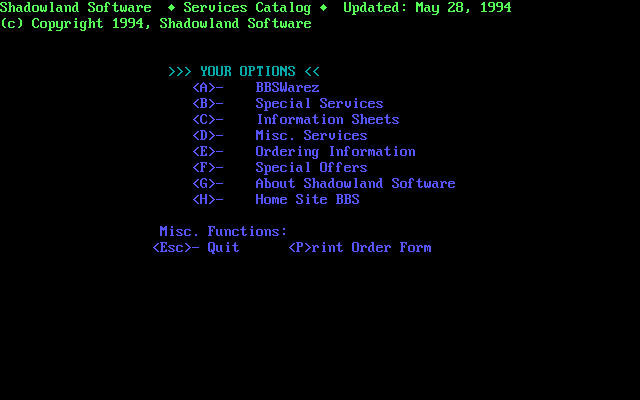 Shadowland Software ♦ Services Catalog ♦ Updated: May 28, 1994
(c) Copyright 1994, Shadowland Software
>>> YOUR OPTIONS <<
<A>- BBSWarez
<B>- Special Services
<C>- Information Sheets
<D>- Misc. Services
<E>- Ordering Information
<F>- Special Offers
<G>- About Shadowland Software
<H>- Home Site BBS
Misc. Functions:
<Esc>- Quit <P>rint Order Form